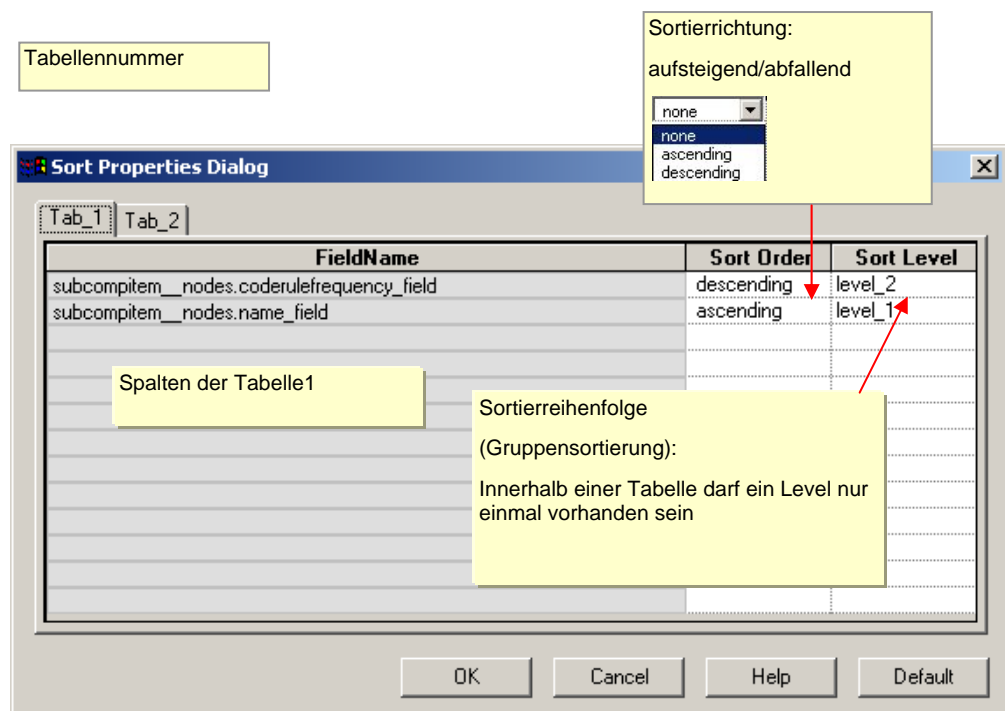 Tabellennummer
Sortierrichtung:
aufsteigend/abfallend
none
none
ascending
descending
Sort Properties Dialog
Tab_1 Tab_2
FieldName Sort Order Sort Level
subcompitem__nodes.coderulefrequency_field descending level_2
subcompitem__nodes.name_field ascending level_1
Spalten der Tabelle1
Sortierreihenfolge
(Gruppensortierung):
Innerhalb einer Tabelle darf ein Level nur
einmal vorhanden sein
OK Cancel Help Default